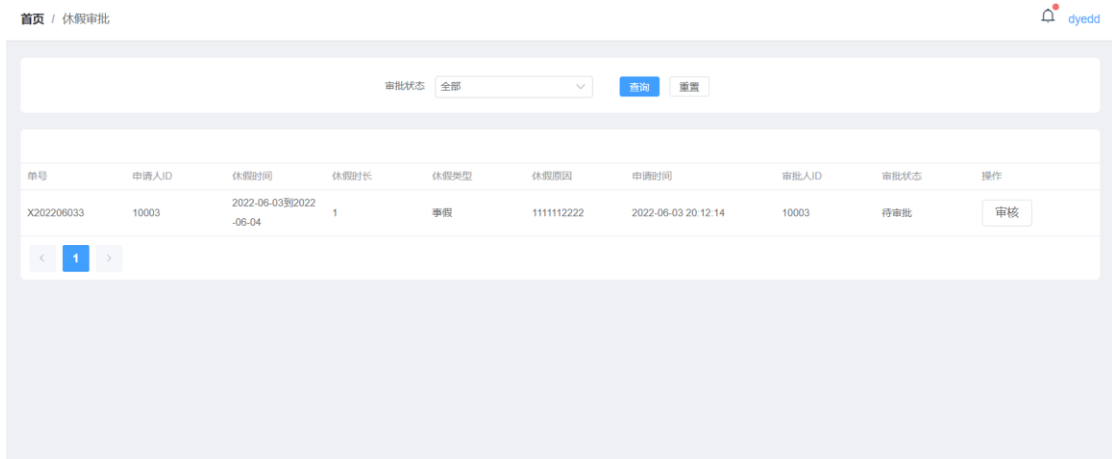 首页 / 休假审批
dyedd
审批状态 全部 查询 重置
单号 申请人ID 休假时间 休假时长 休假类型 休假原因 申请时间 审批人ID 审批状态 操作
X202206033 10003 2022-06-03到2022
-06-04 1 事假 1111112222 2022-06-03 20:12:14 10003 待审批 审核
< 1 >